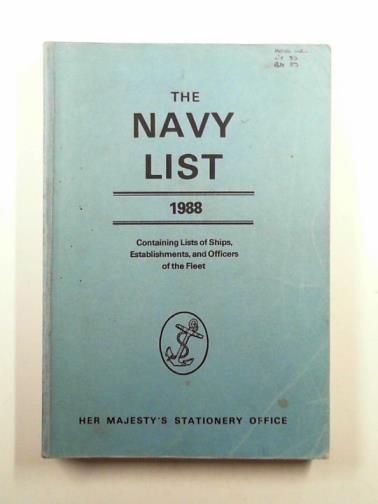 THE
NAVY
LIST
1988
Containing Lists of Ships,
Establishments, and Officers
of the Fleet
HER MAJESTY'S STATIONERY OFFICE